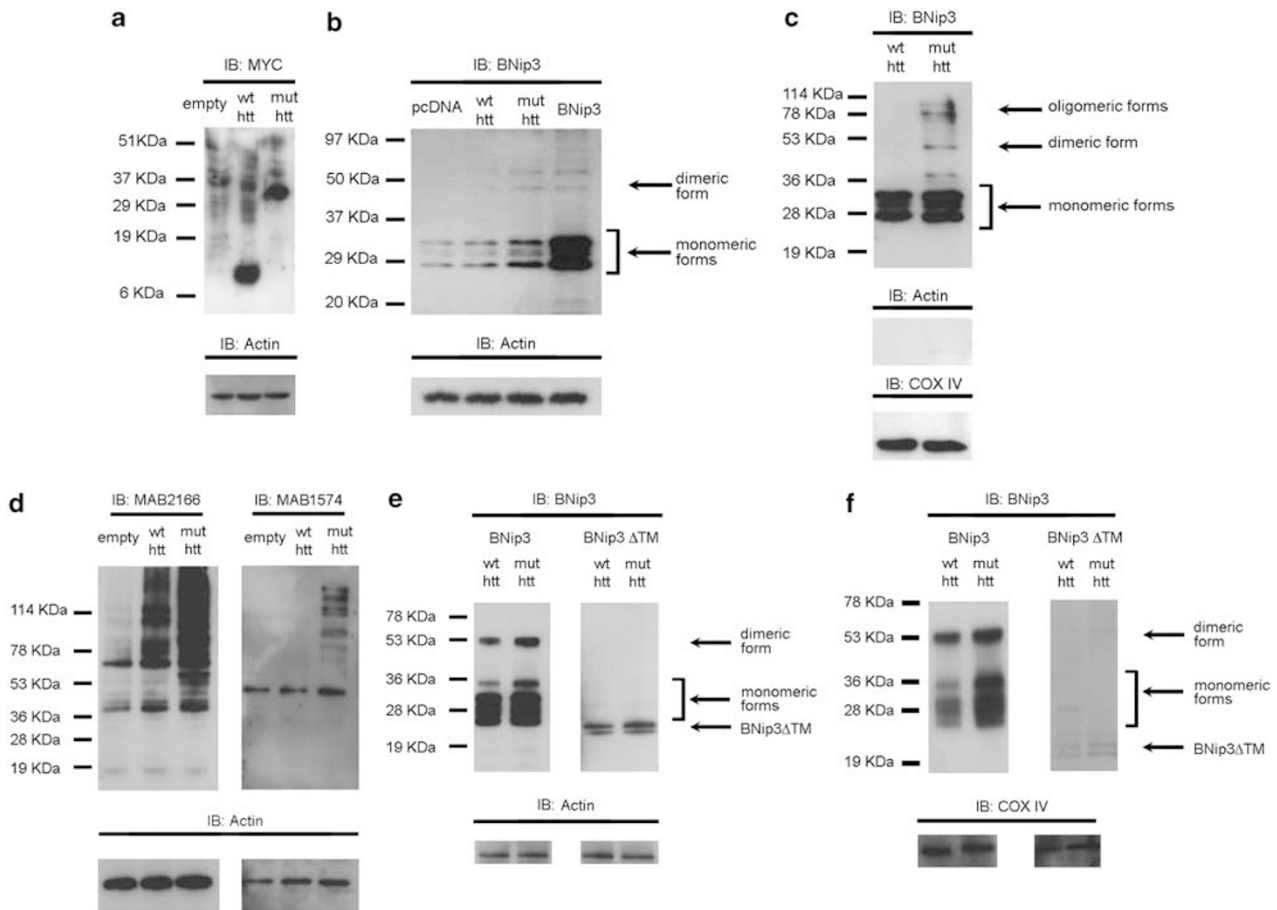 a
IB: MYC
empty wt htt mut htt
51KDa
37 KDa
29 KDa
19 KDa
6 KDa
IB: Actin
b
IB: BNip3
pcDNA wt htt mut htt BNip3
97 KDa
50 KDa
37 KDa
29 KDa
20 KDa
dimeric
form
monomeric
forms
IB: Actin
c
IB: BNip3
wt htt mut htt
114 KDa
78 KDa
53 KDa
36 KDa
28 KDa
19 KDa
oligomeric forms
dimeric form
monomeric forms
IB: Actin
IB: COX IV
d
IB: MAB2166
empty wt htt mut htt
IB: MAB1574
empty wt htt mut htt
114 KDa
78 KDa
53 KDa
36 KDa
28 KDa
19 KDa
IB: Actin
e
IB: BNip3
BNip3 BNip3 ΔTM
wt htt mut htt wt htt mut htt
78 KDa
53 KDa
36 KDa
28 KDa
19 KDa
dimeric
form
monomeric
forms
BNip3ΔTM
IB: Actin
f
IB: BNip3
BNip3 BNip3 ΔTM
wt htt mut htt wt htt mut htt
78 KDa
53 KDa
36 KDa
28 KDa
19 KDa
dimeric
form
monomeric
forms
BNip3ΔTM
IB: COX IV